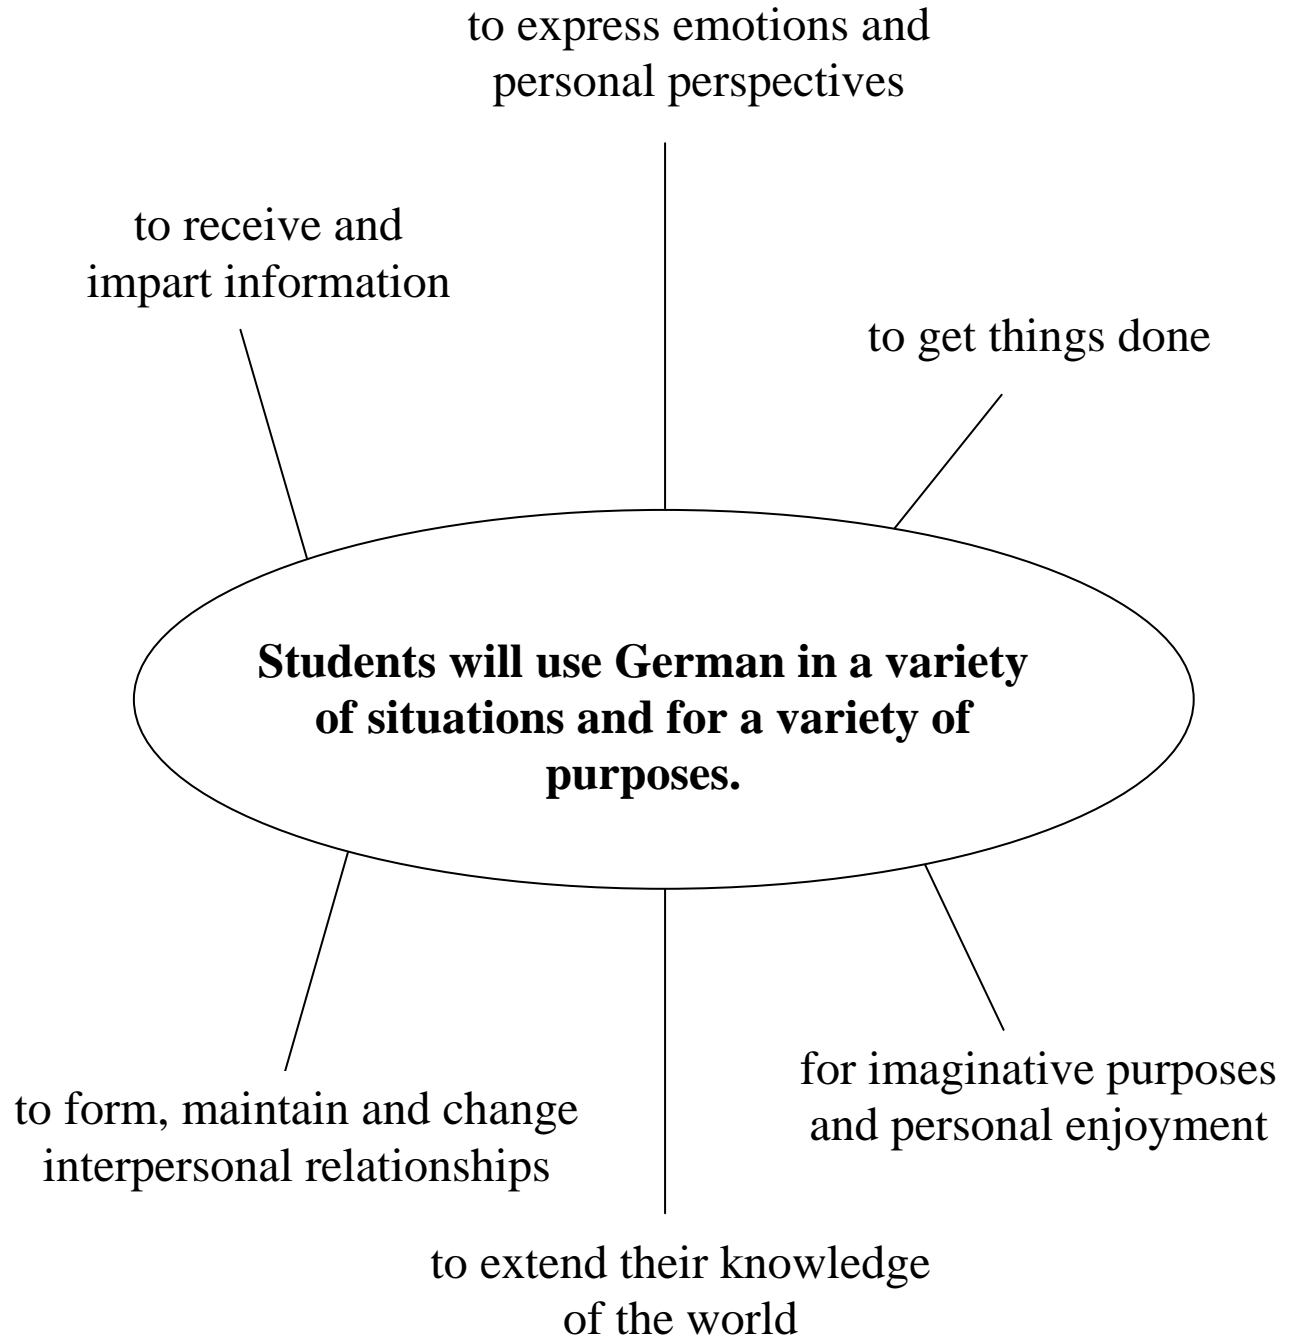 to express emotions and
personal perspectives
to receive and
impart information
to get things done
Students will use German in a variety
of situations and for a variety of
purposes.
for imaginative purposes
and personal enjoyment
to form, maintain and change
interpersonal relationships
to extend their knowledge
of the world